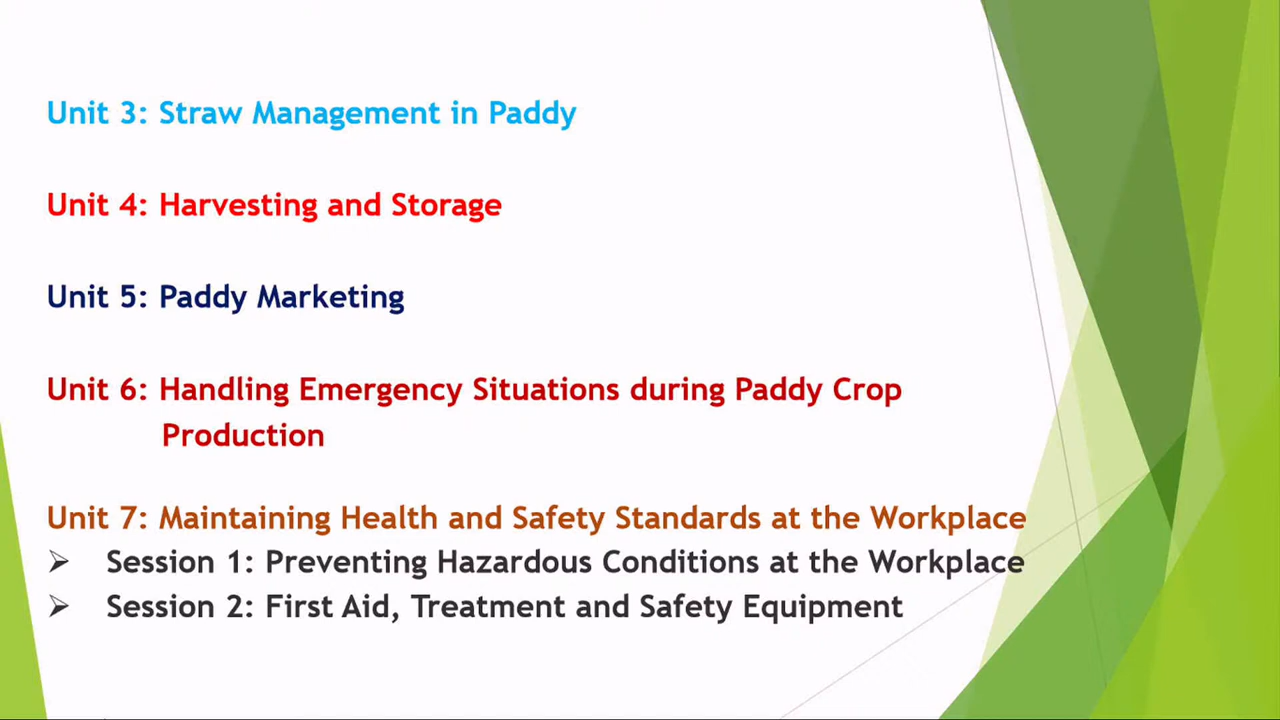 Unit 3: Straw Management in Paddy
Unit 4: Harvesting and Storage
Unit 5: Paddy Marketing
Unit 6: Handling Emergency Situations during Paddy Crop
Production
Unit 7: Maintaining Health and Safety Standards at the Workplace
➢ Session 1: Preventing Hazardous Conditions at the Workplace
➢ Session 2: First Aid, Treatment and Safety Equipment